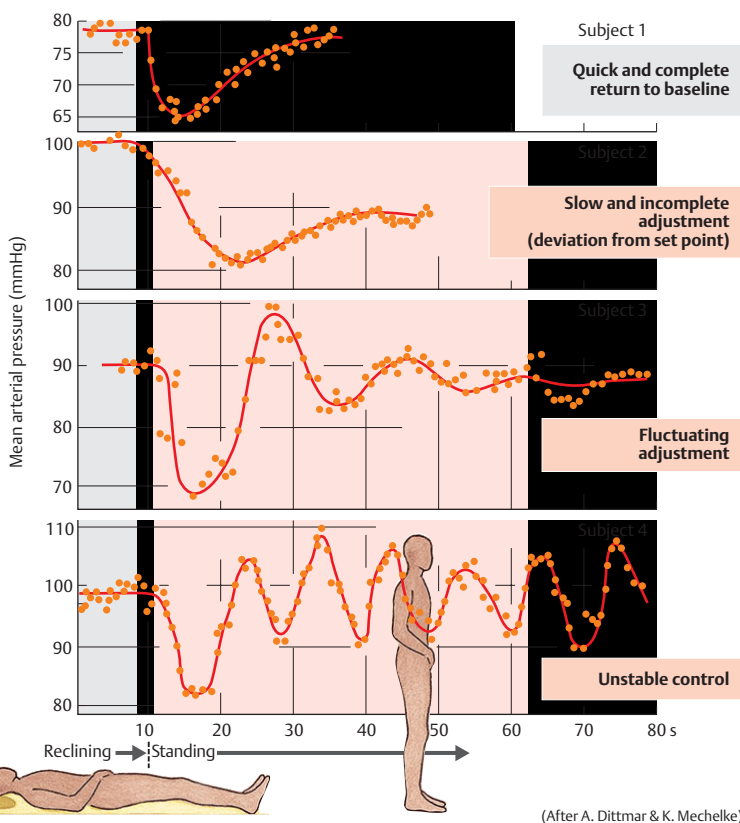 Mean arterial pressure (mmHg)
80
75
70
65
Subject 1
Quick and complete
return to baseline
100
90
80
Subject 2
Slow and incomplete
adjustment
(deviation from set point)
100
90
80
70
Subject 3
Fluctuating
adjustment
110
100
90
80
Subject 4
Unstable control
10 20 30 40 50 60 70 80 s
Reclining Standing
(After A. Dittmar & K. Mechelke)